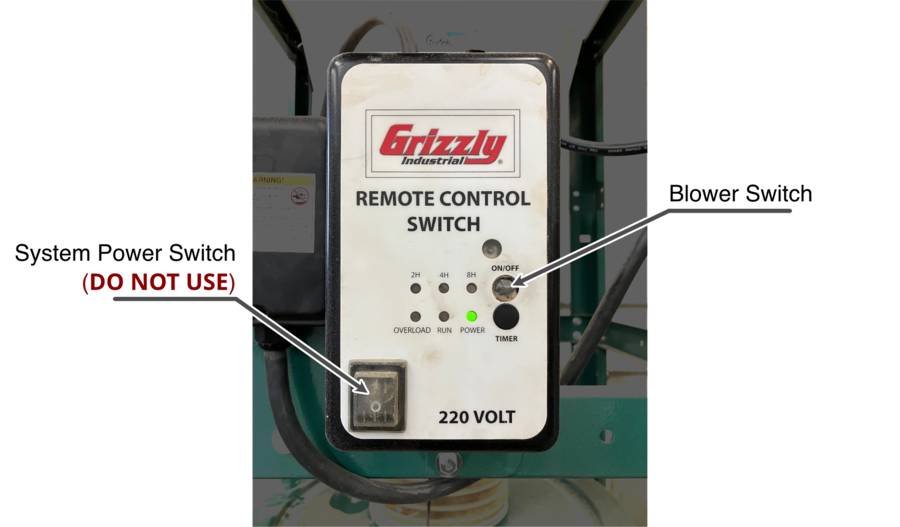 Grizzly
Industrial®
REMOTE CONTROL
SWITCH
Blower Switch
System Power Switch
(DO NOT USE)
ON/OFF
2H 4H 8H
OVERLOAD RUN POWER
TIMER
220 VOLT
WARNING!